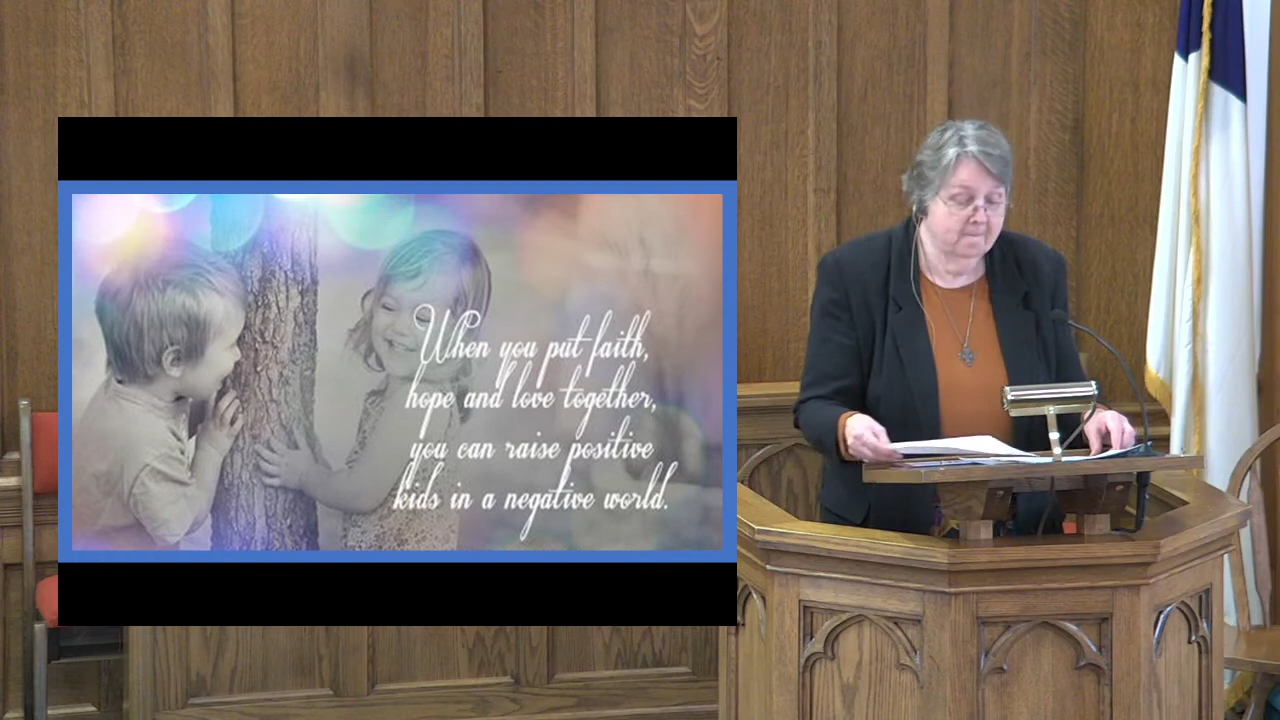 When you put faith,
hope and love together,
you can raise positive
kids in a negative world.